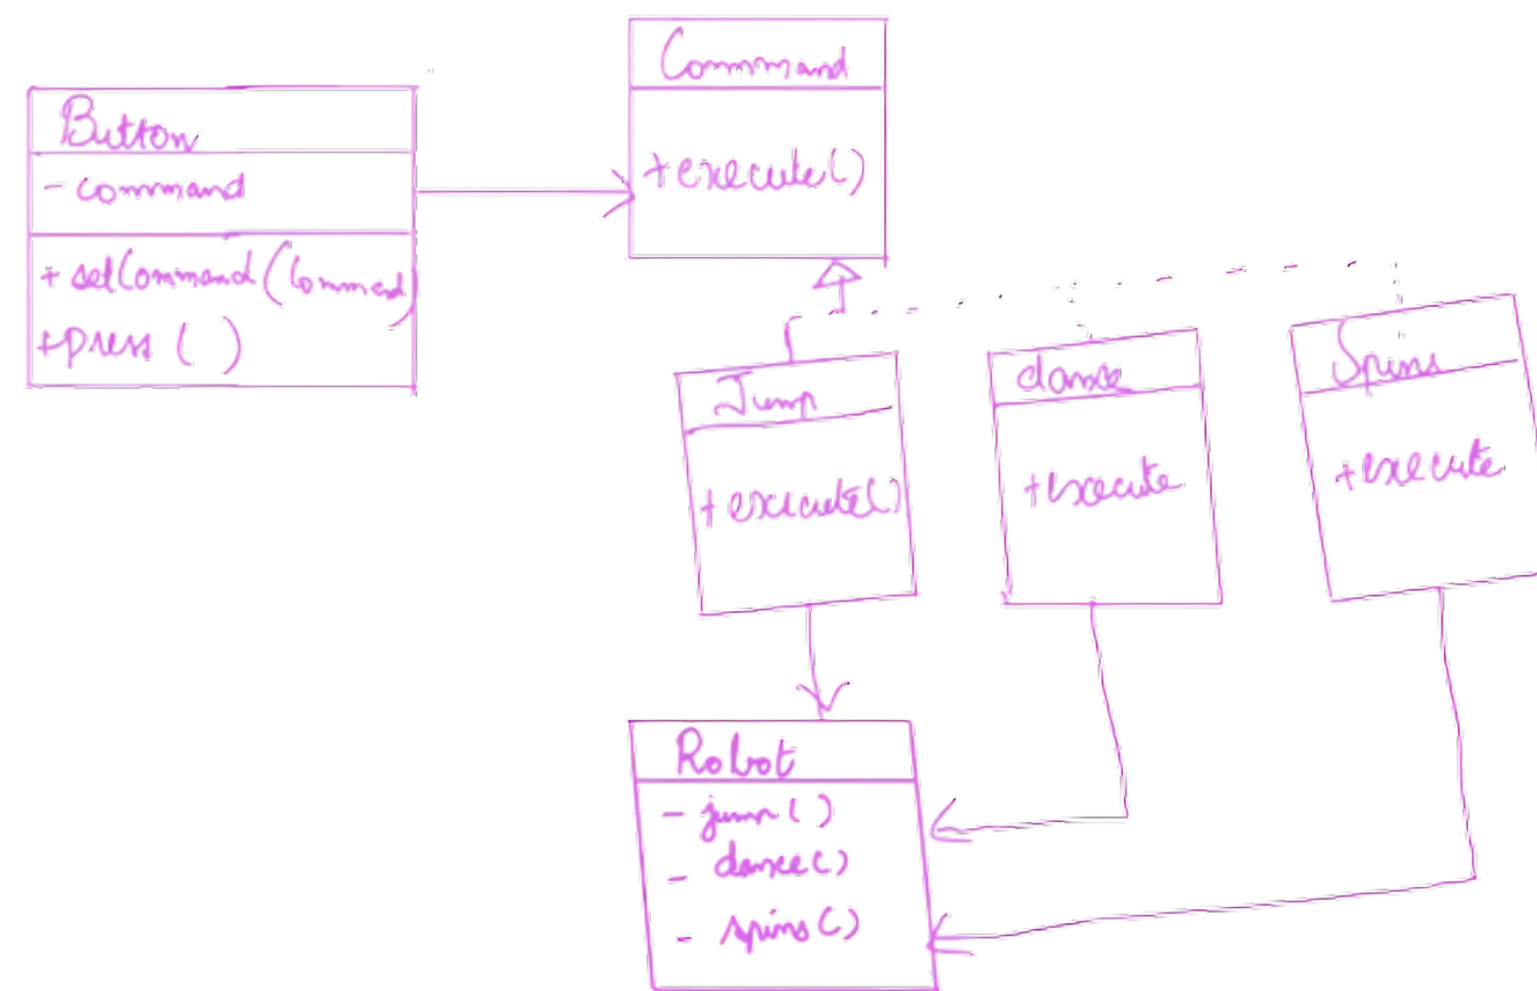 Command
+ execute()
Button
- command
+ setCommand(Command)
+ press ( )
Jump
+ execute()
dance
+ execute
Spins
+ execute
Robot
- jump()
- dance()
- spins()